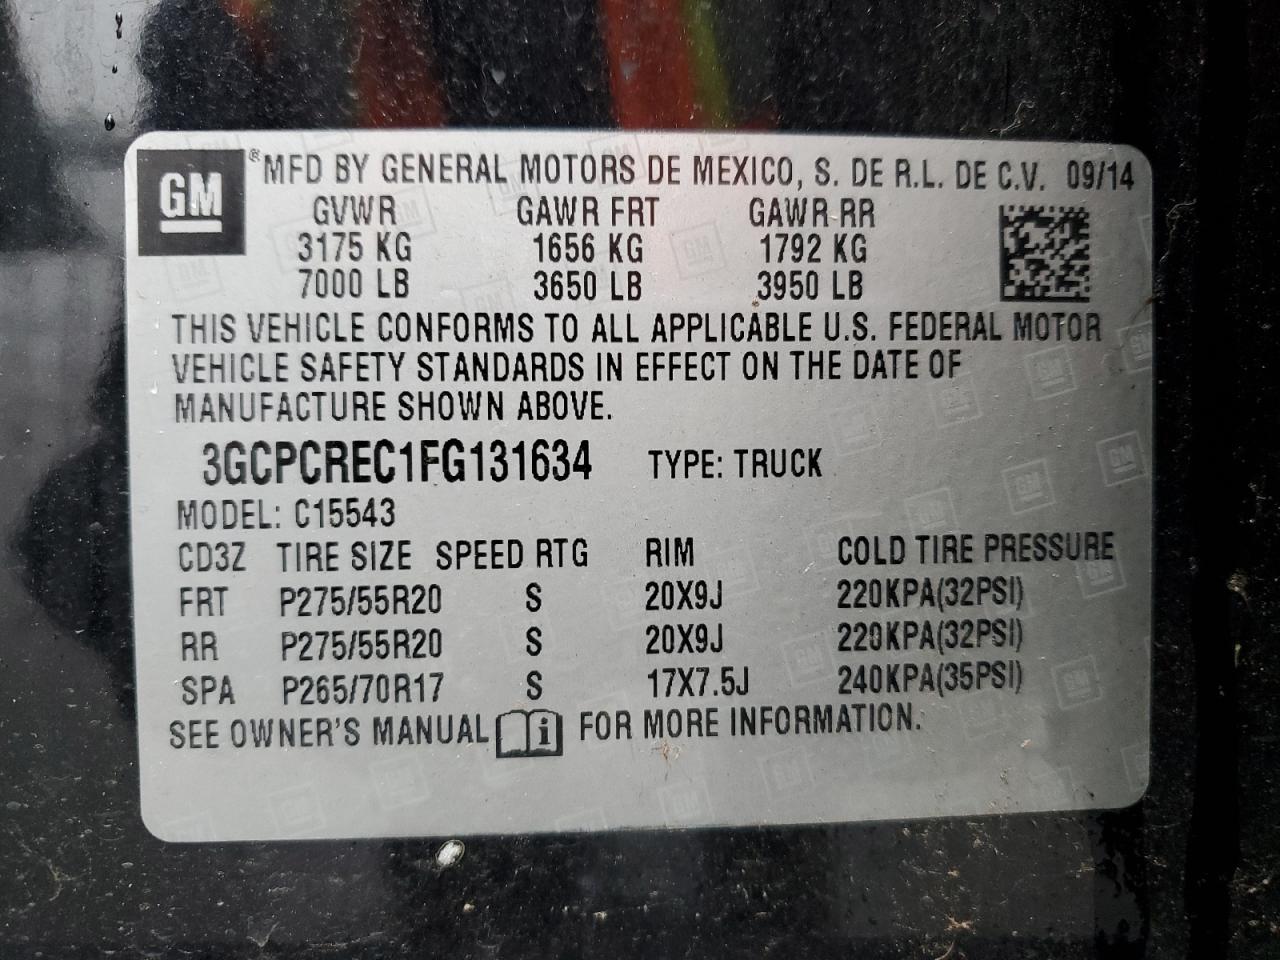 GM ® MFD BY GENERAL MOTORS DE MEXICO, S. DE R.L. DE C.V. 09/14
GVWR GAWR FRT GAWR RR
3175 KG 1656 KG 1792 KG
7000 LB 3650 LB 3950 LB
THIS VEHICLE CONFORMS TO ALL APPLICABLE U.S. FEDERAL MOTOR
VEHICLE SAFETY STANDARDS IN EFFECT ON THE DATE OF
MANUFACTURE SHOWN ABOVE.
3GCPCREC1FG131634 TYPE: TRUCK
MODEL: C15543
CD3Z TIRE SIZE SPEED RTG RIM COLD TIRE PRESSURE
FRT P275/55R20 S 20X9J 220KPA(32PSI)
RR P275/55R20 S 20X9J 220KPA(32PSI)
SPA P265/70R17 S 17X7.5J 240KPA(35PSI)
SEE OWNER'S MANUAL i FOR MORE INFORMATION.